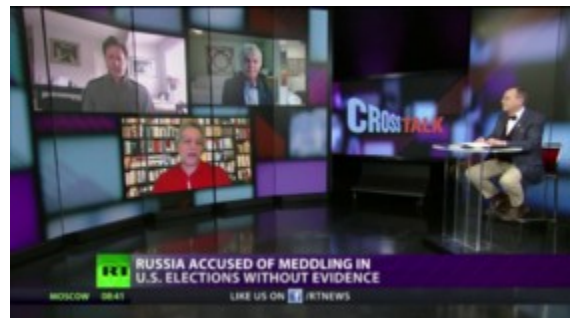 CROSSTALK
RT
RUSSIA ACCUSED OF MEDDLING IN
U.S. ELECTIONS WITHOUT EVIDENCE
MOSCOW 08:41
LIKE US ON f /RTNEWS